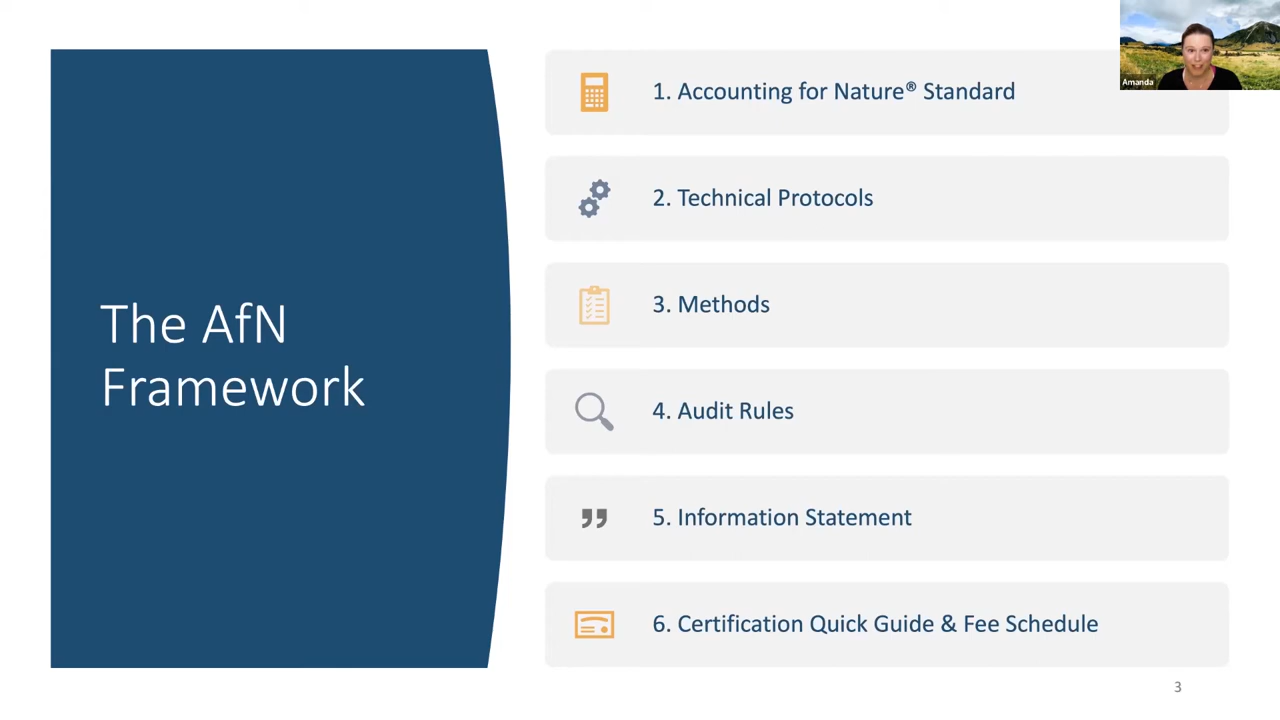 The AfN
Framework
1. Accounting for Nature® Standard
2. Technical Protocols
3. Methods
4. Audit Rules
5. Information Statement
6. Certification Quick Guide & Fee Schedule
Amanda
3